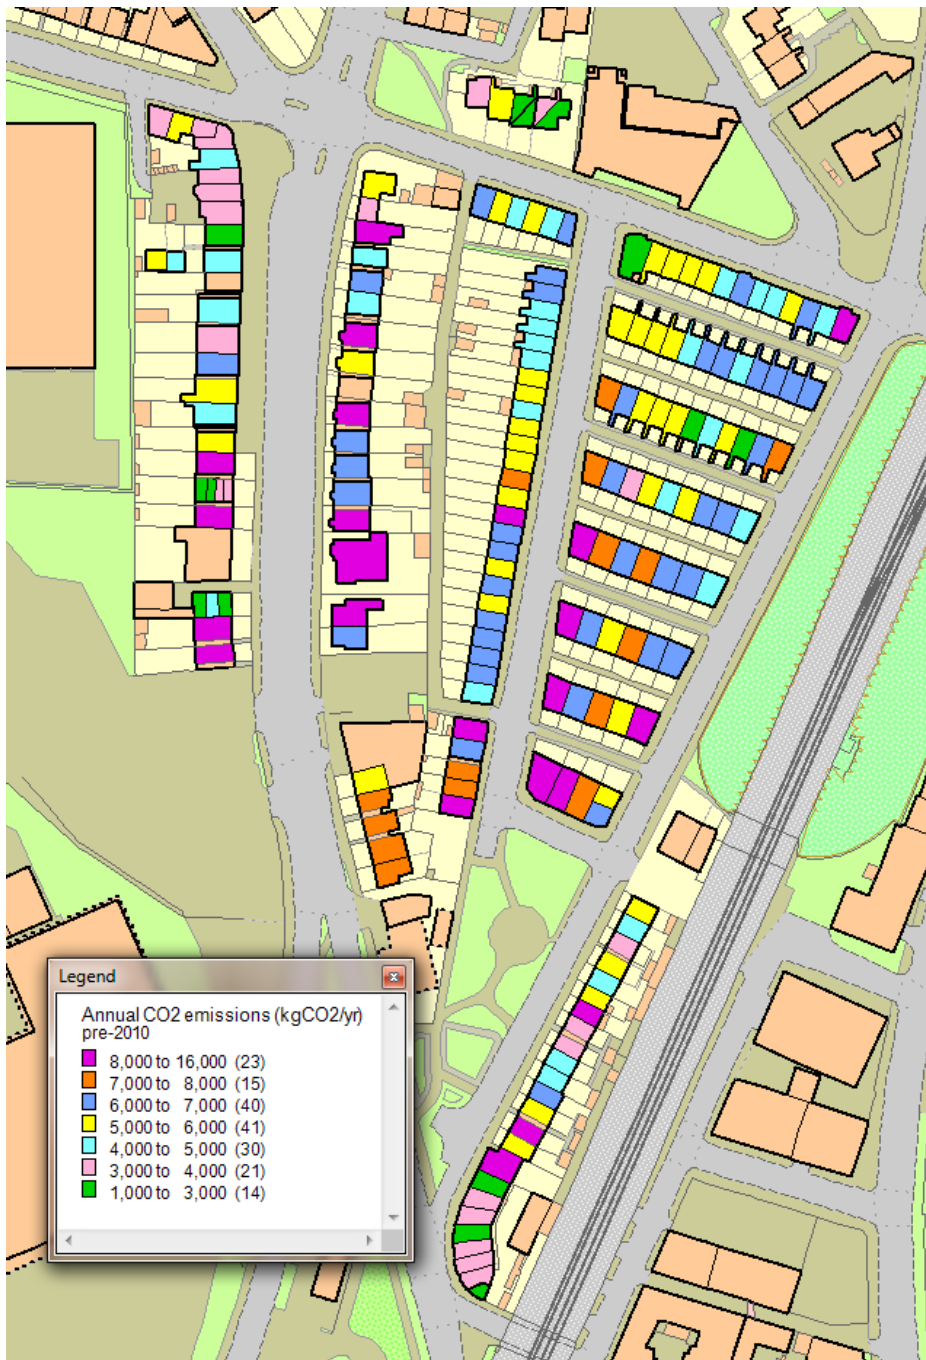 Legend
Annual CO2 emissions (kgCO2/yr)
pre-2010
8,000 to 16,000 (23)
7,000 to 8,000 (15)
6,000 to 7,000 (40)
5,000 to 6,000 (41)
4,000 to 5,000 (30)
3,000 to 4,000 (21)
1,000 to 3,000 (14)